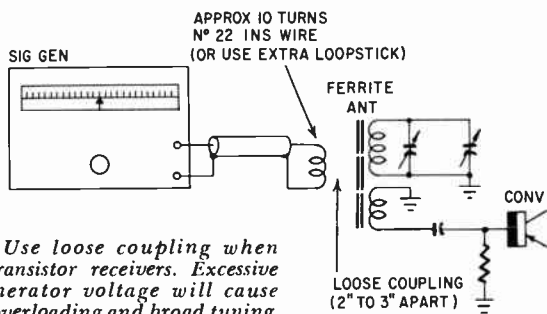 APPROX 10 TURNS
Nº 22 INS WIRE
(OR USE EXTRA LOOPSTICK)
SIG GEN
FERRITE
ANT
CONV
LOOSE COUPLING
(2" TO 3" APART)
Use loose coupling when
transistor receivers. Excessive
voltage will cause
overloading and broad tuning.